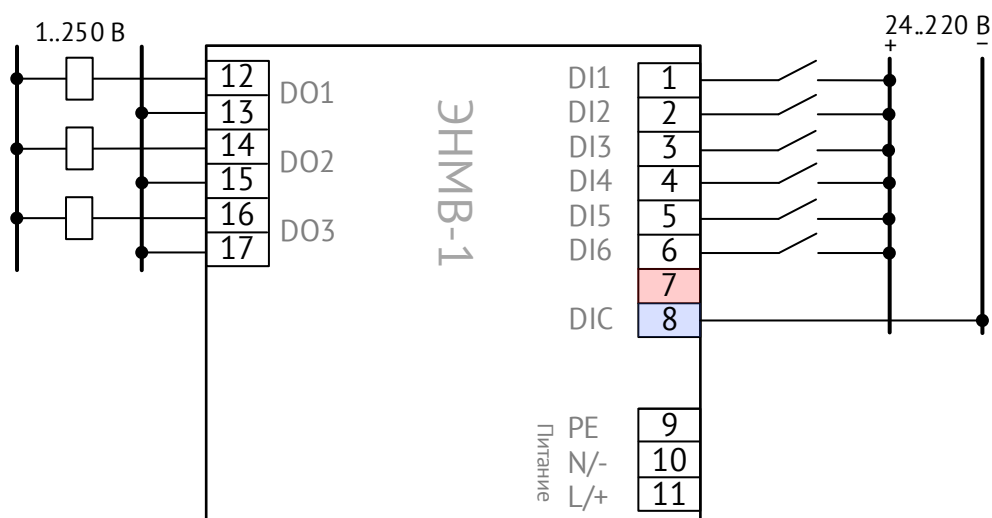 1..250 В
24..220 В
+ −
12 DO1
13
14 DO2
15
16 DO3
17
ЭНМВ-1
DI1 1
DI2 2
DI3 3
DI4 4
DI5 5
DI6 6
7
DIC 8
Питание
PE 9
N/- 10
L/+ 11